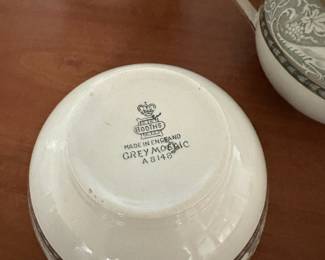 BOOTHS
MADE IN ENGLAND
GREY MOSAIC
A 8148